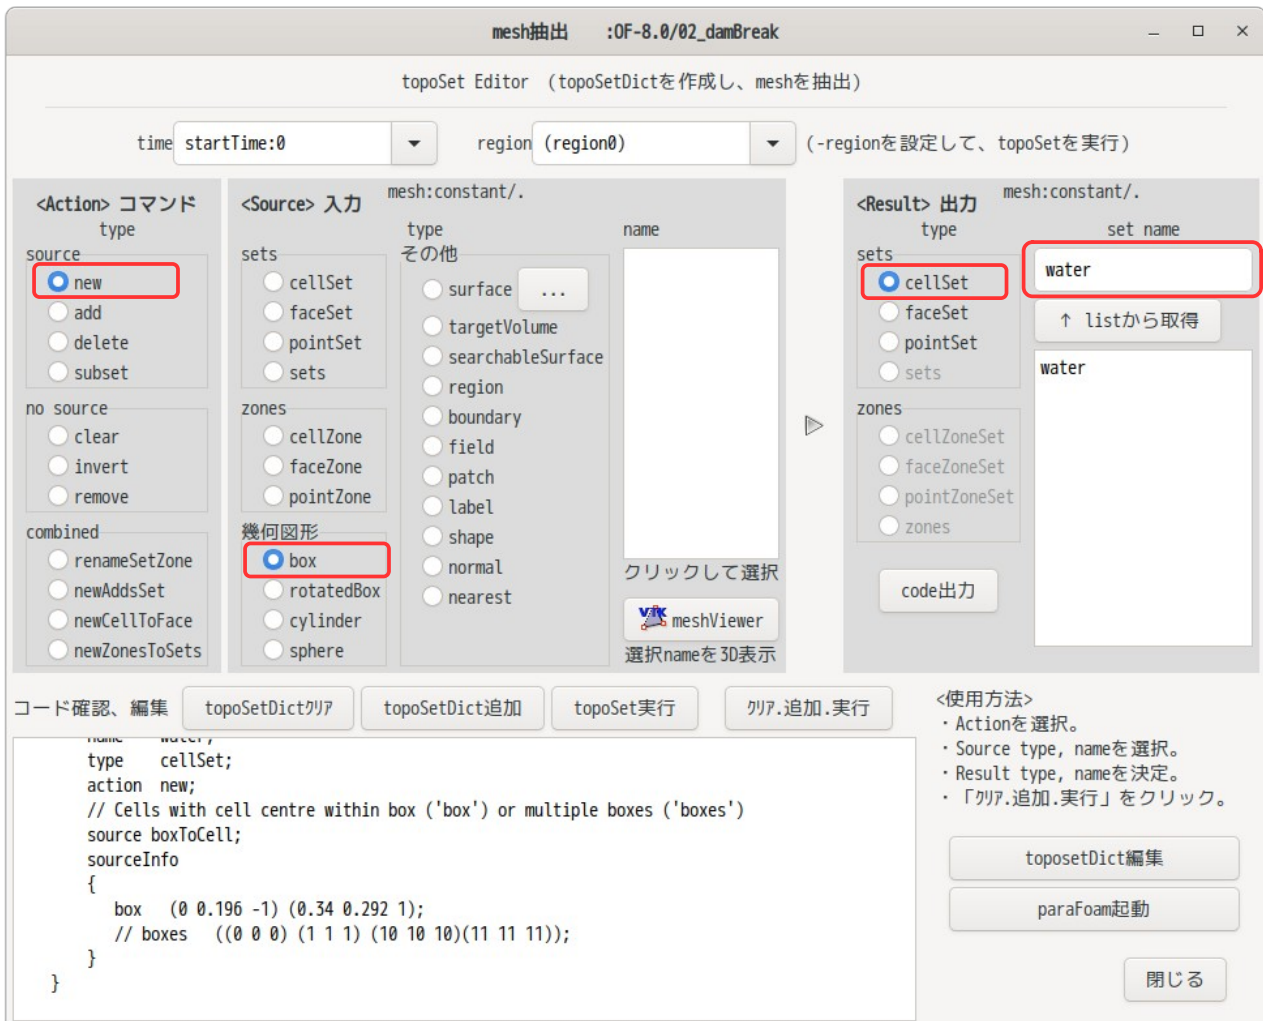 mesh抽出　:OF-8.0/02_damBreak
topoSet Editor (topoSetDictを作成し、meshを抽出)
time startTime:0 region (region0) (-regionを設定して、topoSetを実行)
<Action> コマンド
type
source
new
add
delete
subset
no source
clear
invert
remove
combined
renameSetZone
newAddsSet
newCellToFace
newZonesToSets
<Source> 入力
mesh:constant/.
sets
cellSet
faceSet
pointSet
sets
zones
cellZone
faceZone
pointZone
幾何図形
box
rotatedBox
cylinder
sphere
type
その他
surface ...
targetVolume
searchableSurface
region
boundary
field
patch
label
shape
normal
nearest
name
クリックして選択
VTK meshViewer
選択nameを3D表示
<Result> 出力
mesh:constant/.
type
sets
cellSet
faceSet
pointSet
sets
zones
cellZoneSet
faceZoneSet
pointZoneSet
zones
code出力
set name
water
↑ listから取得
water
コード確認、編集 topoSetDictｸﾘｱ topoSetDict追加 topoSet実行 ｸﾘｱ.追加.実行
name water;
type cellSet;
action new;
// Cells with cell centre within box ('box') or multiple boxes ('boxes')
source boxToCell;
sourceInfo
{
box (0 0.196 -1) (0.34 0.292 1);
// boxes ((0 0 0) (1 1 1) (10 10 10)(11 11 11));
}
}
<使用方法>
・Actionを選択。
・Source type, nameを選択。
・Result type, nameを決定。
・「ｸﾘｱ.追加.実行」をクリック。
toposetDict編集
paraFoam起動
閉じる